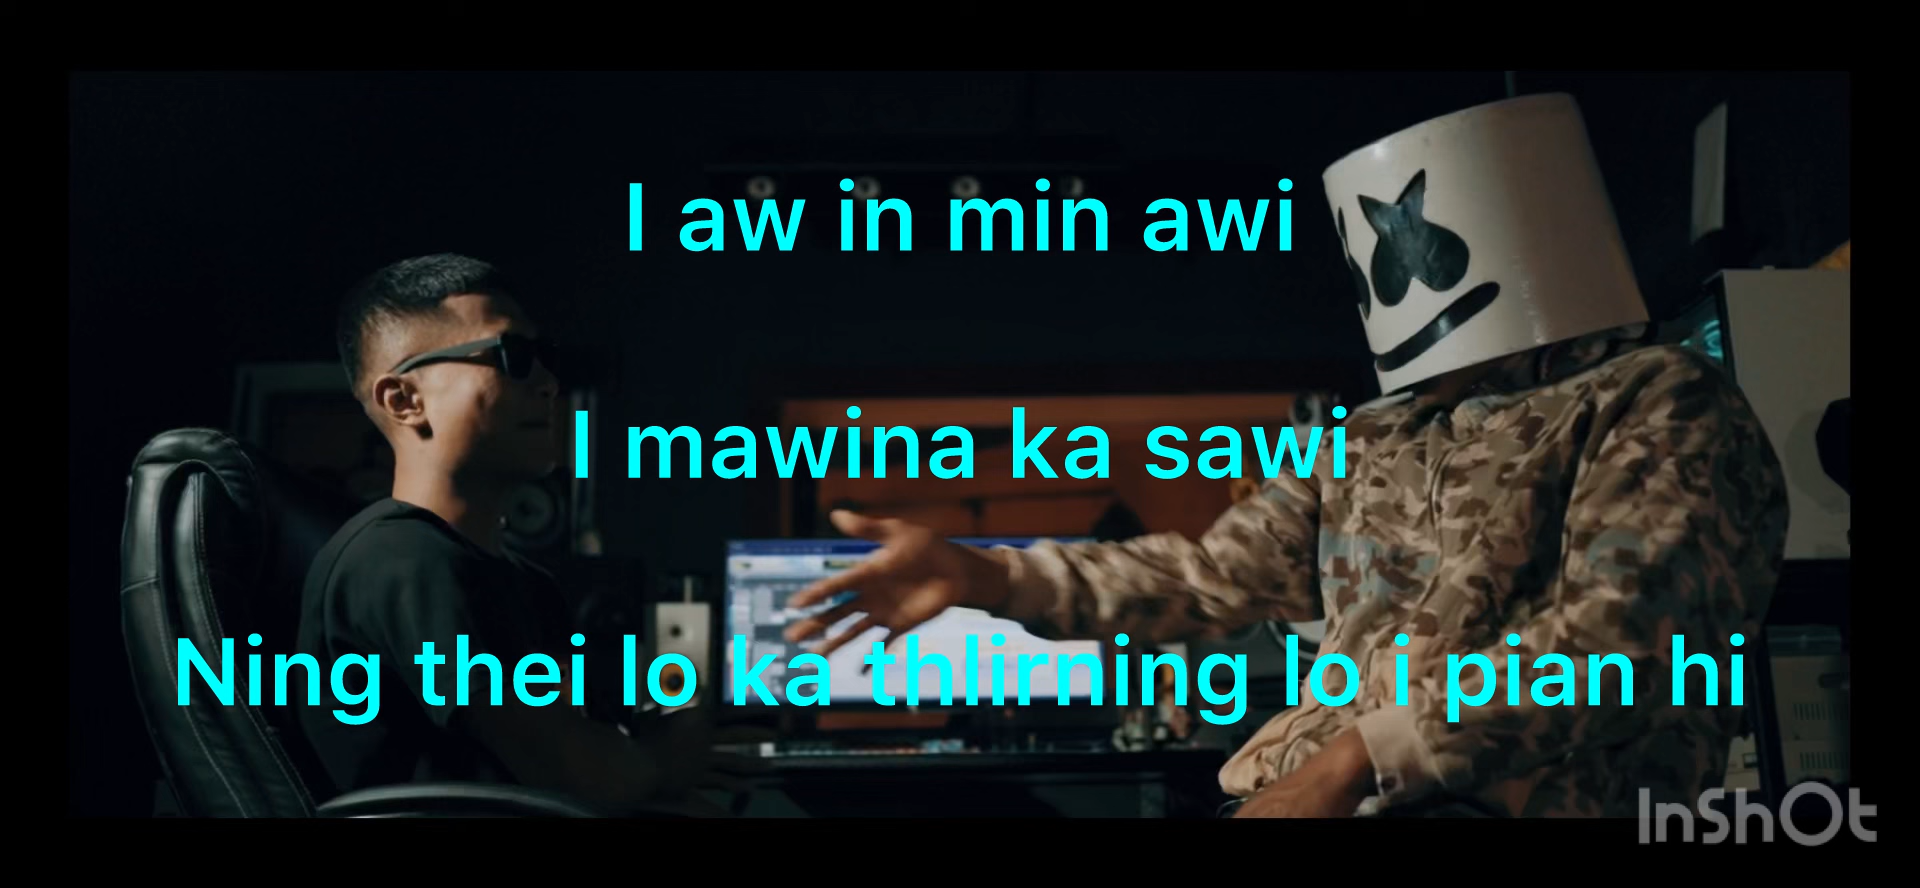 I aw in min awi
I mawina ka sawi
Ning thei lo ka thlirning lo i pian hi
InShOt